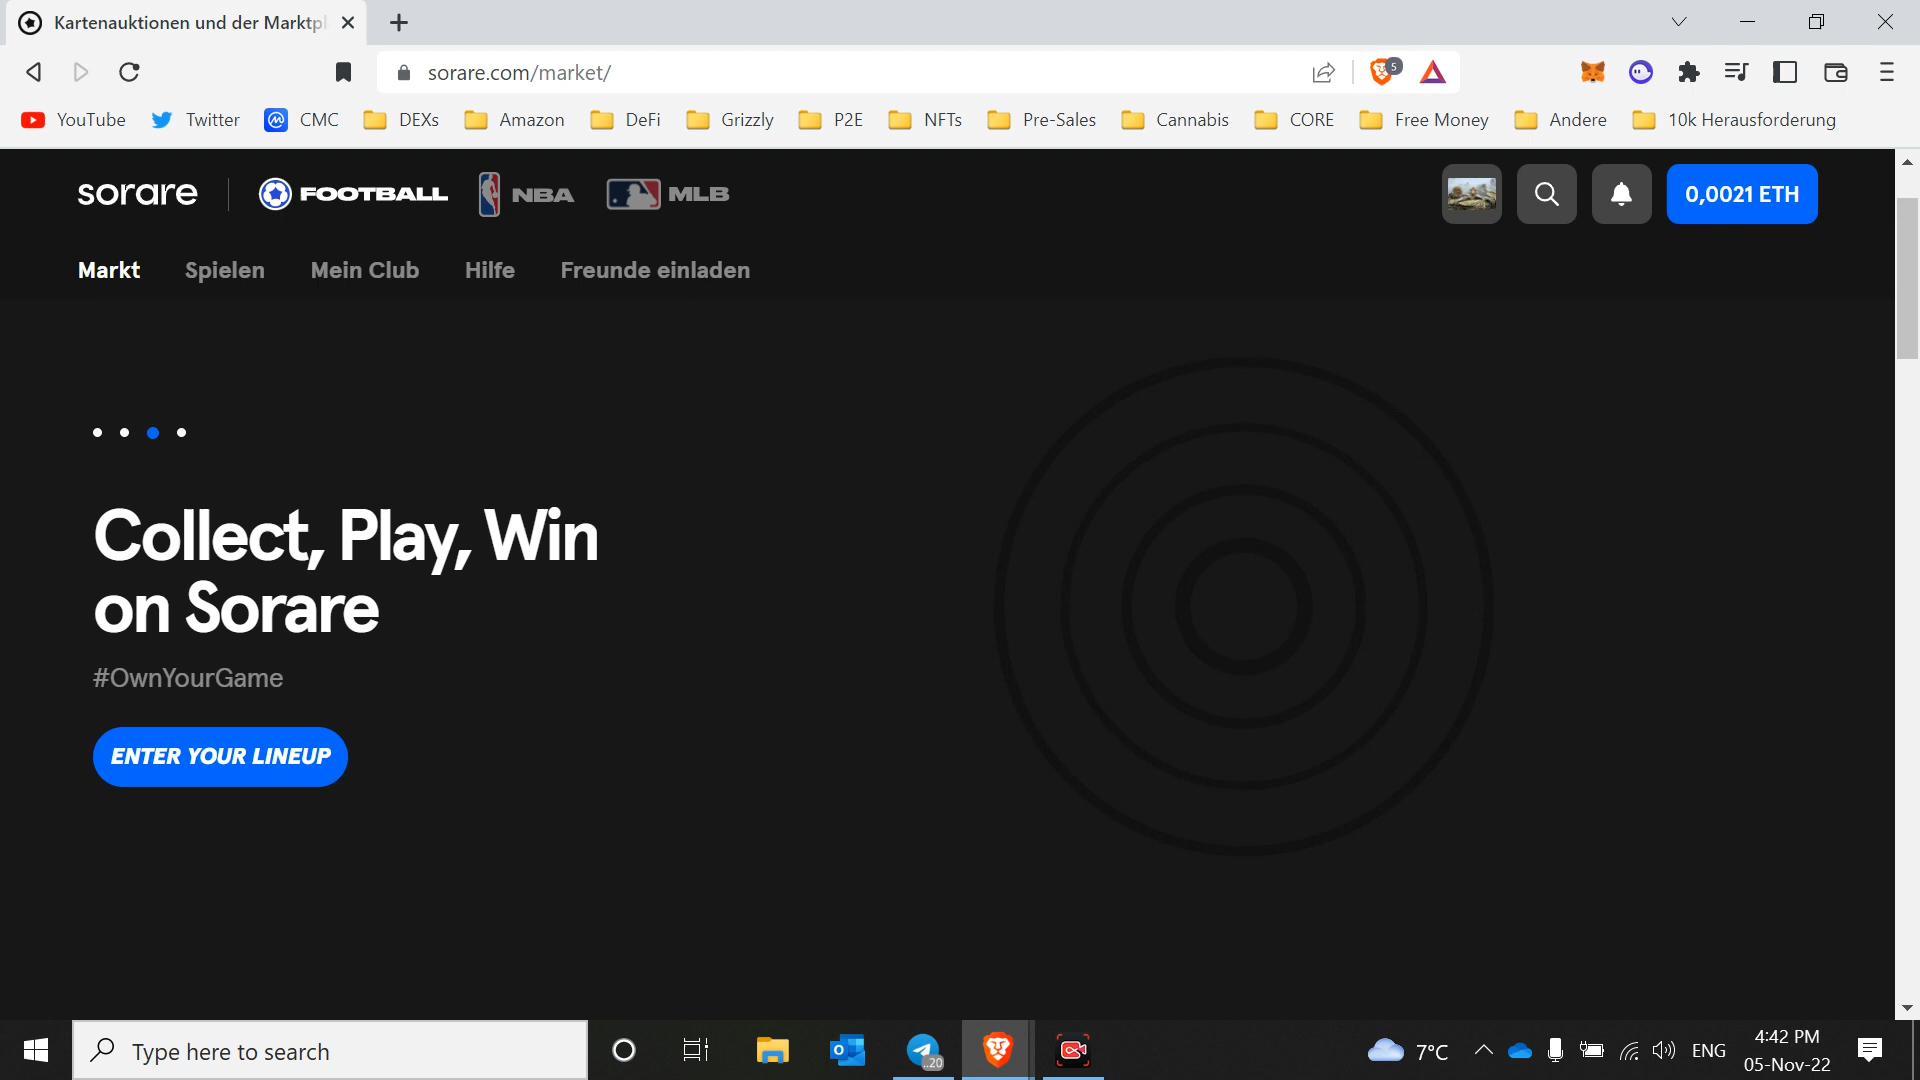 Kartenauktionen und der Marktpl
sorare.com/market/
5
YouTube Twitter CMC DEXs Amazon DeFi Grizzly P2E NFTs Pre-Sales Cannabis CORE Free Money Andere 10k Herausforderung
sorare FOOTBALL NBA MLB 0,0021 ETH
Markt Spielen Mein Club Hilfe Freunde einladen
Collect, Play, Win
on Sorare
#OwnYourGame
ENTER YOUR LINEUP
Type here to search
..20
7°C
ENG
4:42 PM
05-Nov-22